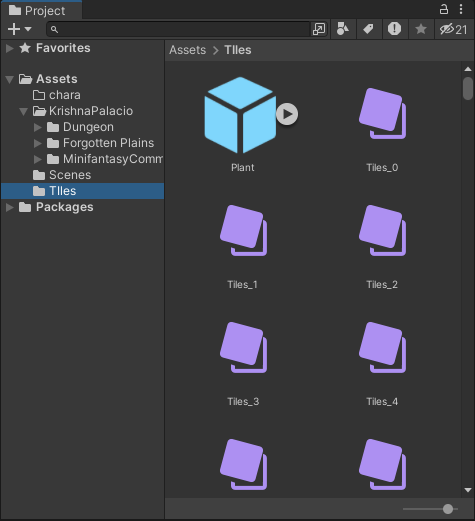 Project
21
Favorites
Assets
chara
KrishnaPalacio
Dungeon
Forgotten Plains
MinifantasyComm
Scenes
TIles
Packages
Assets > TIles
Plant
Tiles_0
Tiles_1
Tiles_2
Tiles_3
Tiles_4